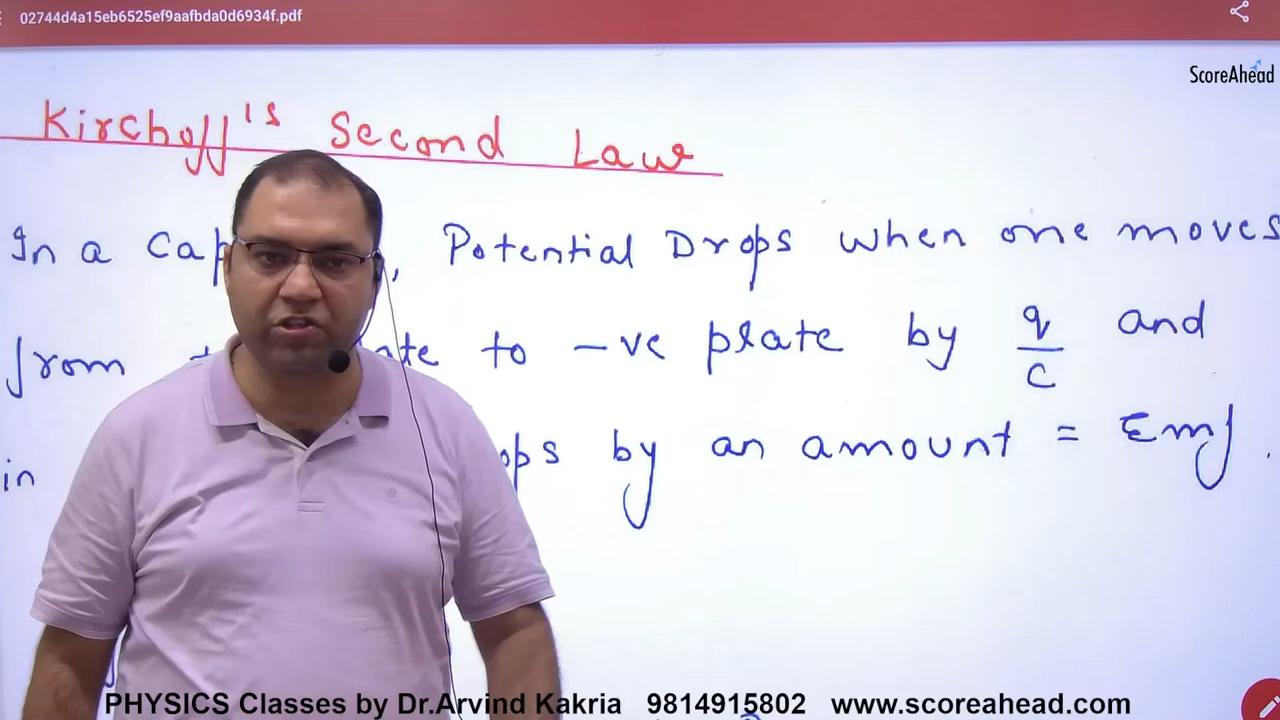 02744d4a15eb6525ef9aafbda0d6934f.pdf
ScoreAhead
Kirchoff's Second Law
In a Cap , Potential Drops when one moves
from ate to -ve plate by q/C and
in ops by an amount = Emf.
PHYSICS Classes by Dr.Arvind Kakria 9814915802 www.scoreahead.com